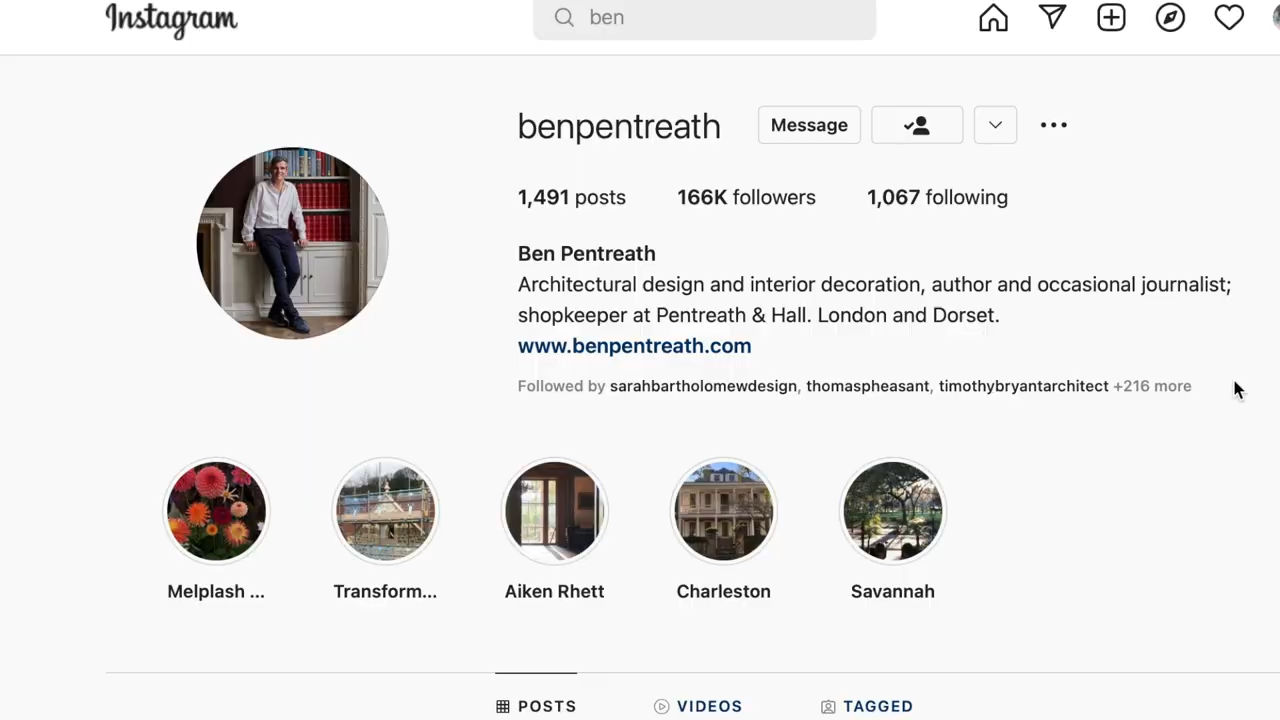 Instagram
ben
benpentreath
Message
1,491 posts 166K followers 1,067 following
Ben Pentreath
Architectural design and interior decoration, author and occasional journalist;
shopkeeper at Pentreath & Hall. London and Dorset.
www.benpentreath.com
Followed by sarahbartholomewdesign, thomaspheasant, timothybryantarchitect +216 more
Melplash ... Transform... Aiken Rhett Charleston Savannah
POSTS VIDEOS TAGGED